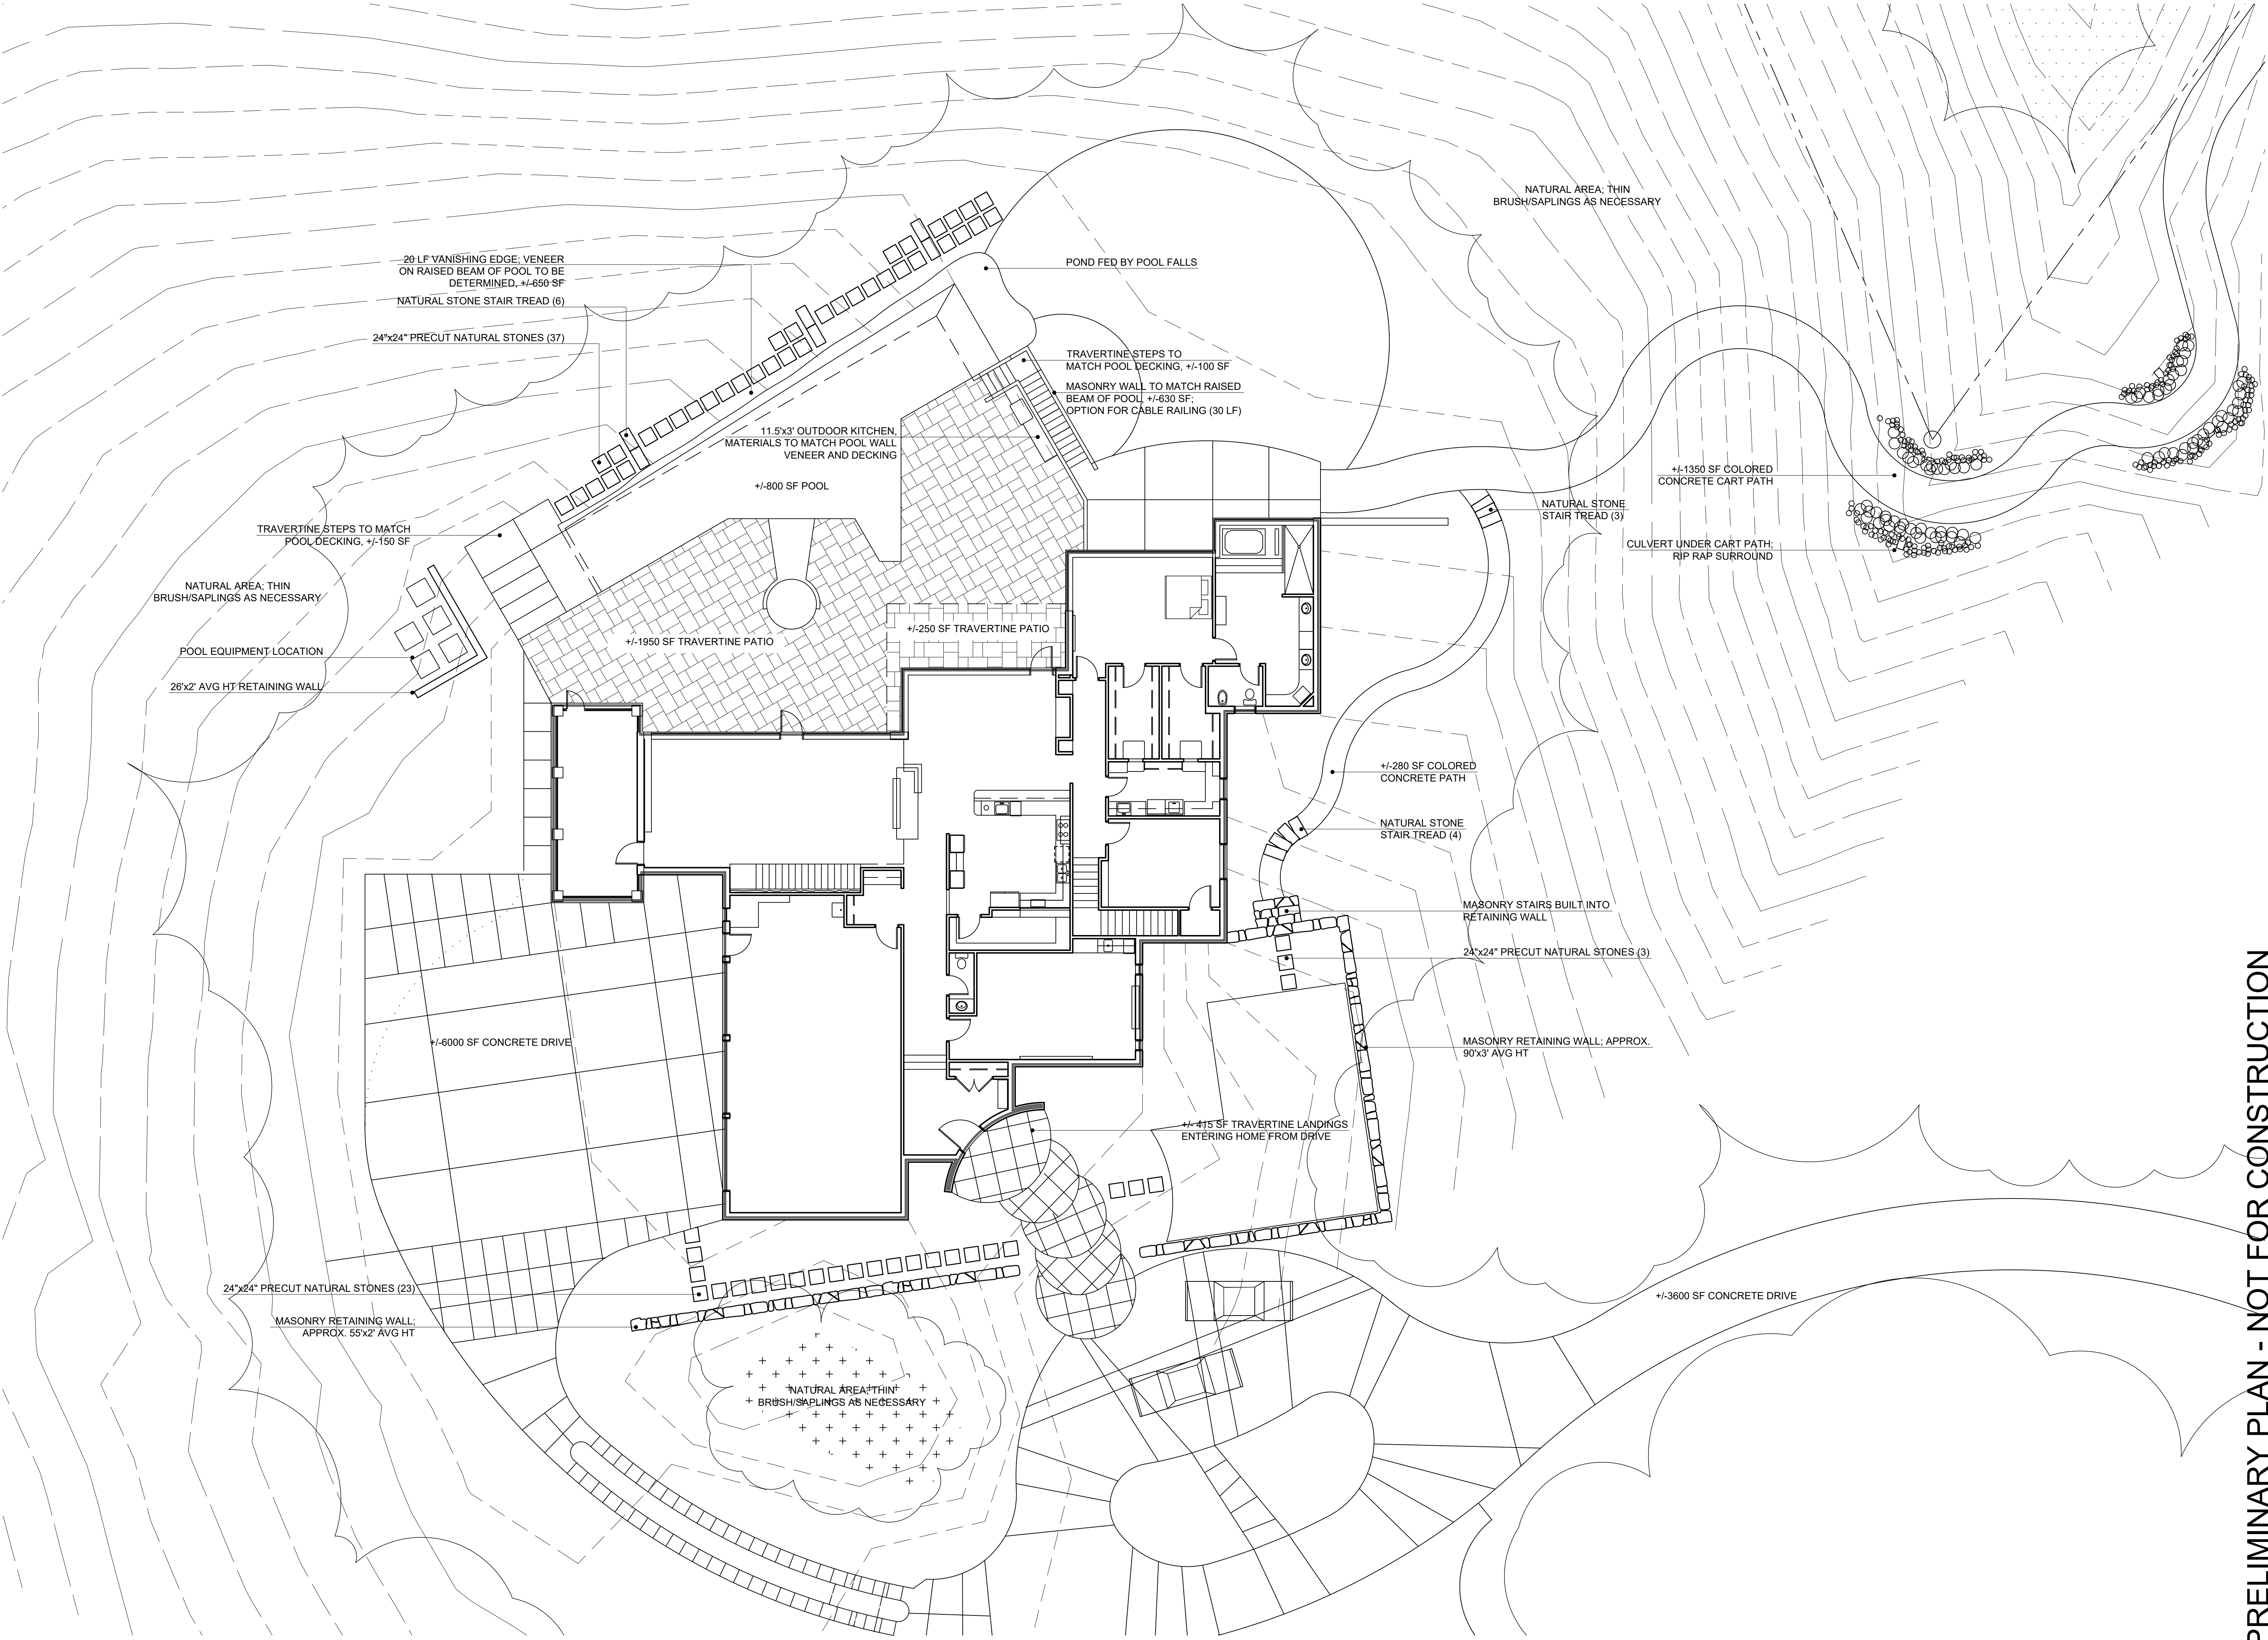 NATURAL AREA; THIN
BRUSH/SAPLINGS AS NECESSARY
20 LF VANISHING EDGE; VENEER
ON RAISED BEAM OF POOL TO BE
DETERMINED, +/-650 SF
POND FED BY POOL FALLS
NATURAL STONE STAIR TREAD (6)
24"x24" PRECUT NATURAL STONES (37)
TRAVERTINE STEPS TO
MATCH POOL DECKING, +/-100 SF
MASONRY WALL TO MATCH RAISED
BEAM OF POOL, +/-630 SF;
OPTION FOR CABLE RAILING (30 LF)
11.5'x3' OUTDOOR KITCHEN,
MATERIALS TO MATCH POOL WALL
VENEER AND DECKING
+/-800 SF POOL
+/-1350 SF COLORED
CONCRETE CART PATH
NATURAL STONE
STAIR TREAD (3)
CULVERT UNDER CART PATH;
RIP RAP SURROUND
TRAVERTINE STEPS TO MATCH
POOL DECKING, +/-150 SF
NATURAL AREA; THIN
BRUSH/SAPLINGS AS NECESSARY
+/-250 SF TRAVERTINE PATIO
+/-1950 SF TRAVERTINE PATIO
POOL EQUIPMENT LOCATION
26'x2' AVG HT RETAINING WALL
+/-280 SF COLORED
CONCRETE PATH
NATURAL STONE
STAIR TREAD (4)
MASONRY STAIRS BUILT INTO
RETAINING WALL
24"x24" PRECUT NATURAL STONES (3)
+/-6000 SF CONCRETE DRIVE
MASONRY RETAINING WALL; APPROX.
90'x3' AVG HT
+/- 415 SF TRAVERTINE LANDINGS
ENTERING HOME FROM DRIVE
24"x24" PRECUT NATURAL STONES (23)
MASONRY RETAINING WALL;
APPROX. 55'x2' AVG HT
+/-3600 SF CONCRETE DRIVE
NATURAL AREA; THIN
BRUSH/SAPLINGS AS NECESSARY
PRELIMINARY PLAN - NOT FOR CONSTRUCTION